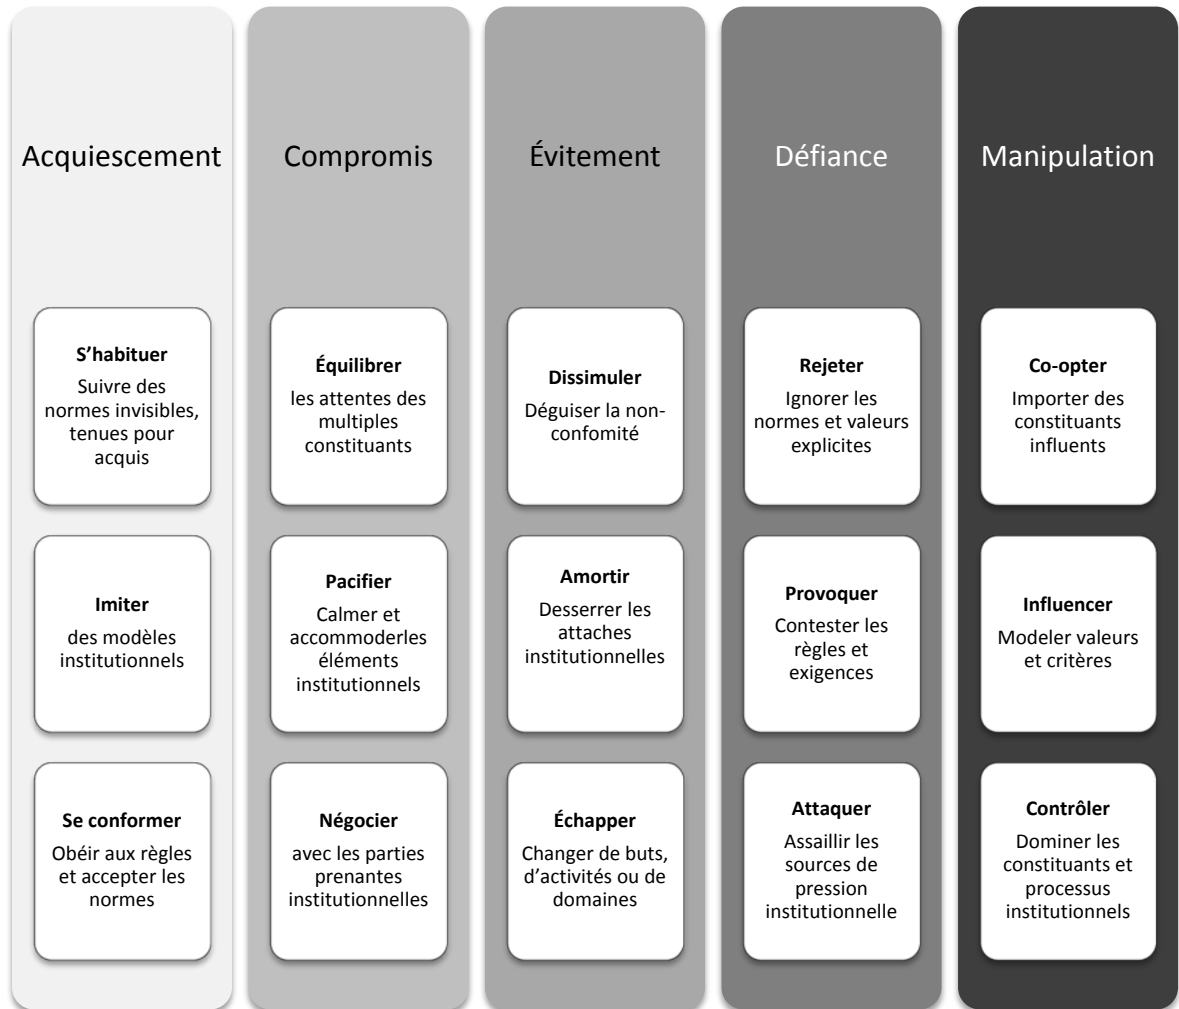 Acquiescement
S’habituer
Suivre des
normes invisibles,
tenues pour
acquis
Imiter
des modèles
institutionnels
Se conformer
Obéir aux règles
et accepter les
normes
Compromis
Équilibrer
les attentes des
multiples
constituants
Pacifier
Calmer et
accommoderles
éléments
institutionnels
Négocier
avec les parties
prenantes
institutionnelles
Évitement
Dissimuler
Déguiser la non-
confomité
Amortir
Desserrer les
attaches
institutionnelles
Échapper
Changer de buts,
d’activités ou de
domaines
Défiance
Rejeter
Ignorer les
normes et valeurs
explicites
Provoquer
Contester les
règles et
exigences
Attaquer
Assaillir les
sources de
pression
institutionnelle
Manipulation
Co-opter
Importer des
constituants
influents
Influencer
Modeler valeurs
et critères
Contrôler
Dominer les
constituants et
processus
institutionnels